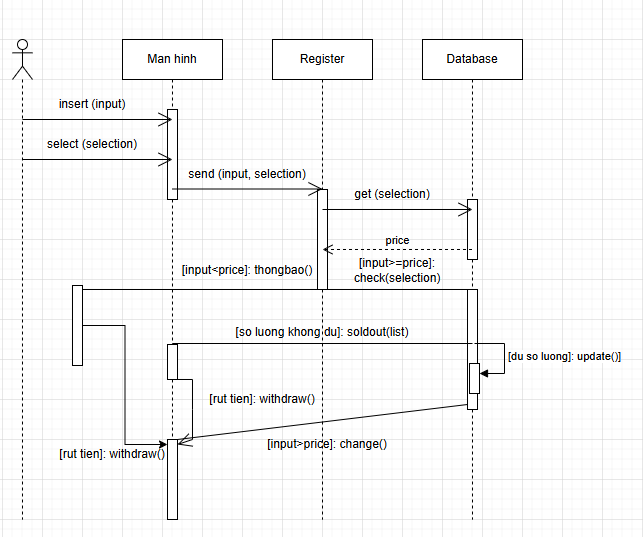 Man hinh
Register
Database
insert (input)
select (selection)
send (input, selection)
get (selection)
price
[input<price]: thongbao()
[input>=price]:
check(selection)
[so luong khong du]: soldout(list)
[du so luong]: update()]
[rut tien]: withdraw()
[input>price]: change()
[rut tien]: withdraw()